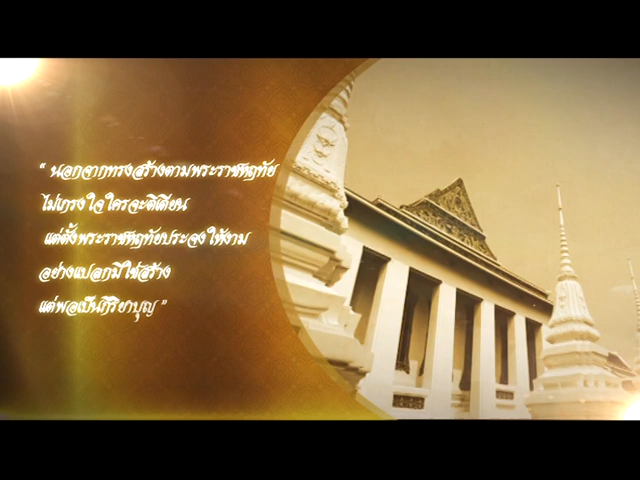 “ นอกจากทรงสร้างตามพระราชหฤทัย
ไม่เกรงใจใครจะติเตียน
แต่ตั้งพระราชหฤทัยประจงให้งาม
อย่างแปลกมิใช่สร้าง
แต่พอเป็นกิริยาบุญ ”